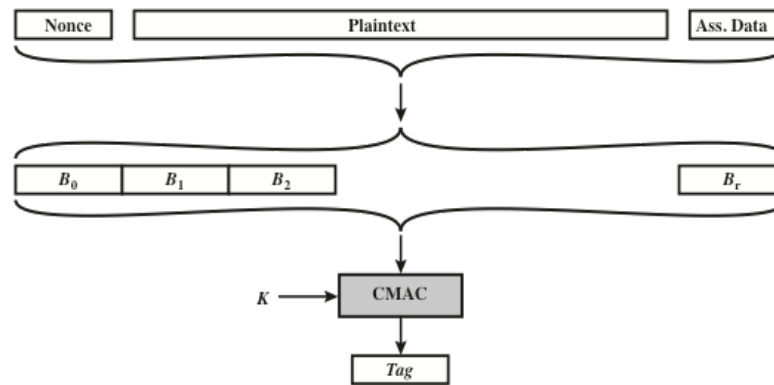 Nonce Plaintext Ass. Data
B₀ B₁ B₂ Bᵣ
K CMAC
Tag